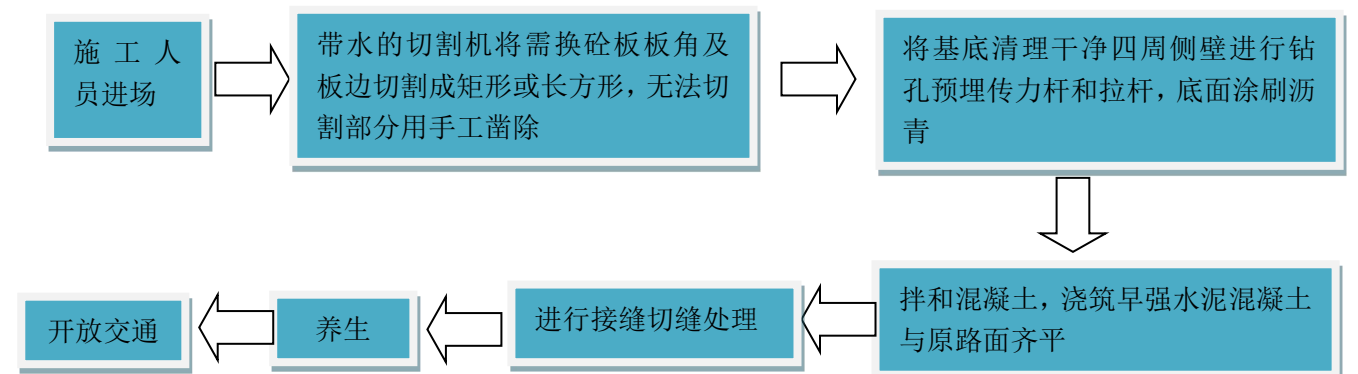 施工人
员进场
带水的切割机将需换砼板板角及
板边切割成矩形或长方形，无法切
割部分用手工凿除
将基底清理干净四周侧壁进行钻
孔预埋传力杆和拉杆，底面涂刷沥
青
拌和混凝土，浇筑早强水泥混凝土
与原路面齐平
进行接缝切缝处理
养生
开放交通